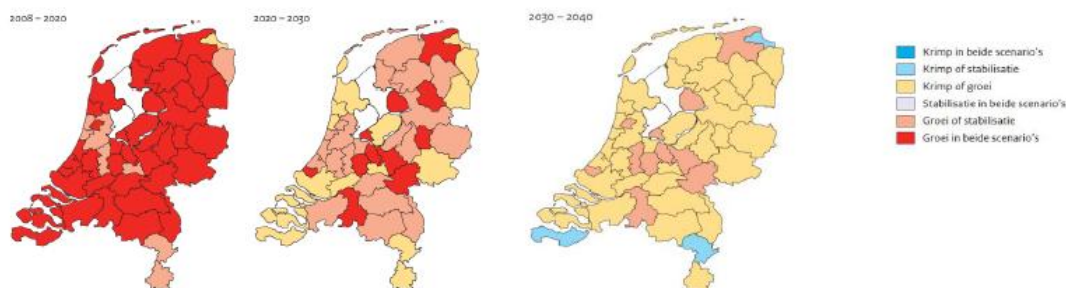 2008 – 2020
2020 – 2030
2030 – 2040
Krimp in beide scenario's
Krimp of stabilisatie
Krimp of groei
Stabilisatie in beide scenario's
Groei of stabilisatie
Groei in beide scenario's